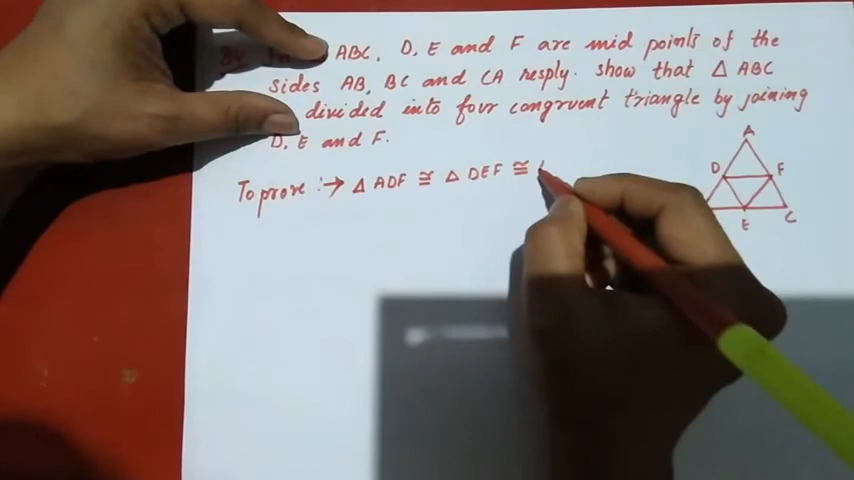 ABC, D, E and F are mid points of the
sides AB, BC and CA resply. show that △ ABC
divided into four congruent triangle by joining
D, E and F.
To prove :→ △ ADF ≅ △ DEF ≅
A
D
F
E
C